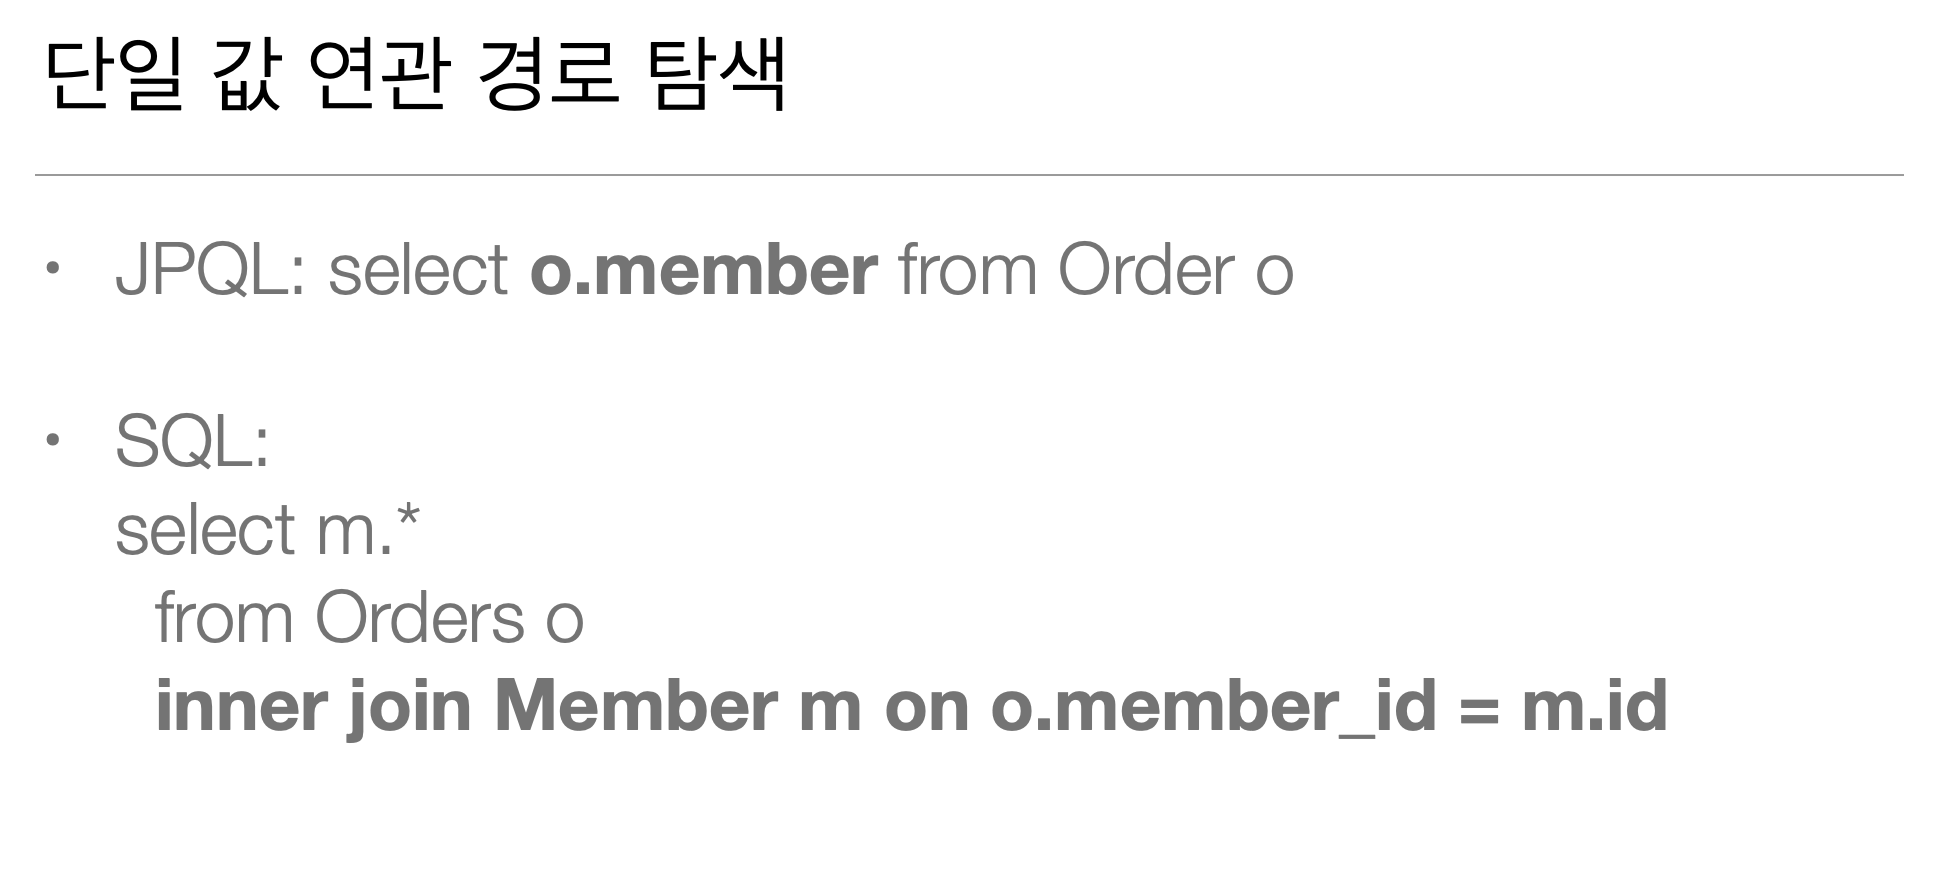 단일 값 연관 경로 탐색
• JPQL: select o.member from Order o
• SQL:
select m.*
from Orders o
inner join Member m on o.member_id = m.id